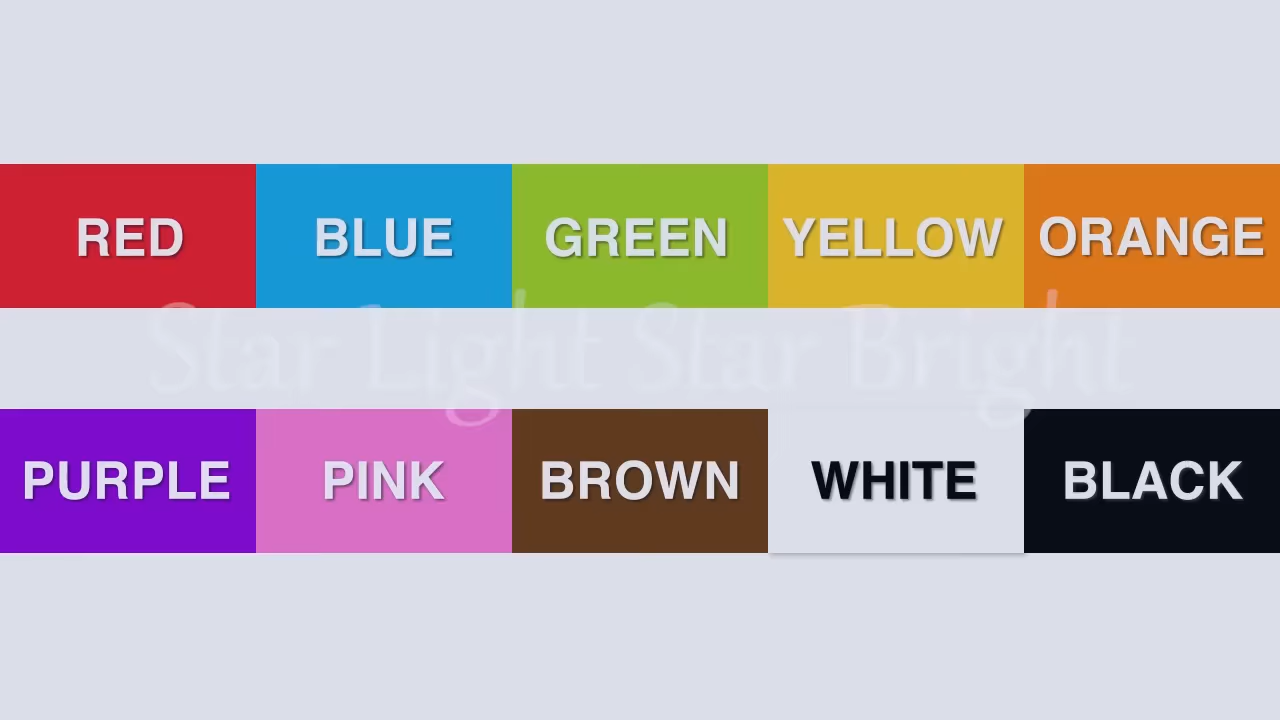 RED BLUE GREEN YELLOW ORANGE
Star Light Star Bright
PURPLE PINK BROWN WHITE BLACK